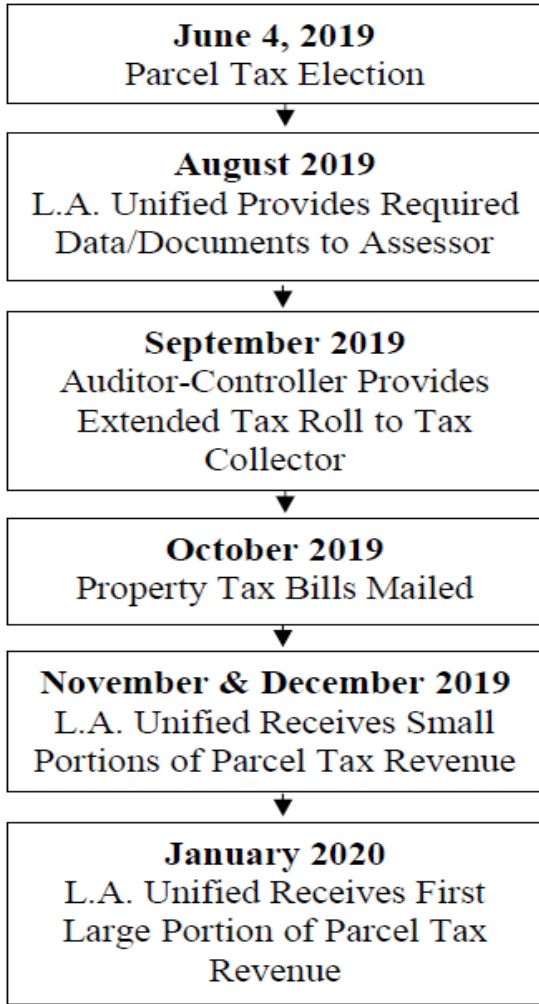 June 4, 2019
Parcel Tax Election
August 2019
L.A. Unified Provides Required
Data/Documents to Assessor
September 2019
Auditor-Controller Provides
Extended Tax Roll to Tax
Collector
October 2019
Property Tax Bills Mailed
November & December 2019
L.A. Unified Receives Small
Portions of Parcel Tax Revenue
January 2020
L.A. Unified Receives First
Large Portion of Parcel Tax
Revenue